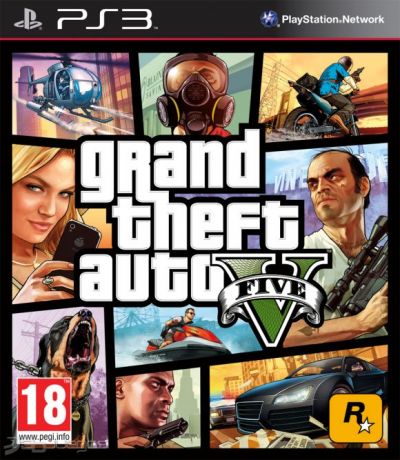 PS3
PlayStation Network
grand
theft
auto
V
FIVE
18
www.pegi.info
R